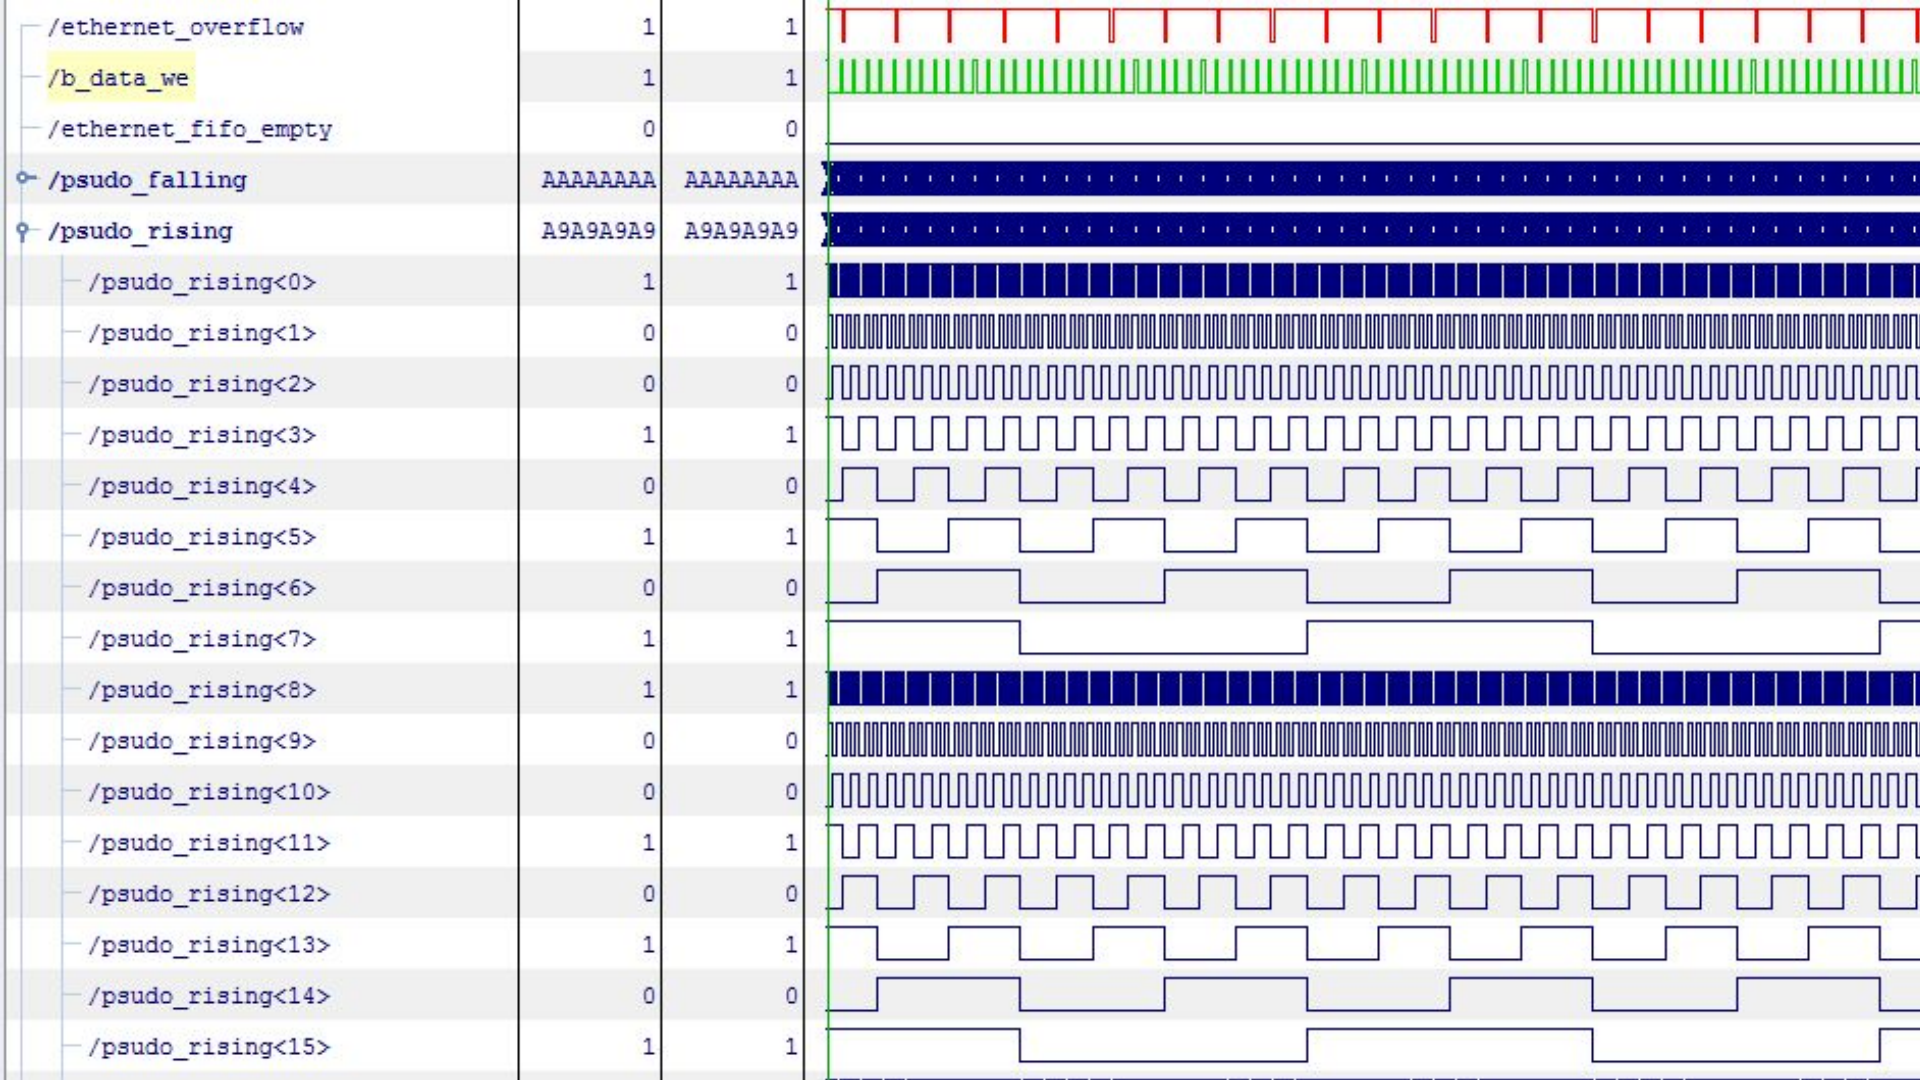 /ethernet_overflow 1 1
/b_data_we 1 1
/ethernet_fifo_empty 0 0
/psudo_falling AAAAAAAA AAAAAAAA
/psudo_rising A9A9A9A9 A9A9A9A9
/psudo_rising<0> 1 1
/psudo_rising<1> 0 0
/psudo_rising<2> 0 0
/psudo_rising<3> 1 1
/psudo_rising<4> 0 0
/psudo_rising<5> 1 1
/psudo_rising<6> 0 0
/psudo_rising<7> 1 1
/psudo_rising<8> 1 1
/psudo_rising<9> 0 0
/psudo_rising<10> 0 0
/psudo_rising<11> 1 1
/psudo_rising<12> 0 0
/psudo_rising<13> 1 1
/psudo_rising<14> 0 0
/psudo_rising<15> 1 1